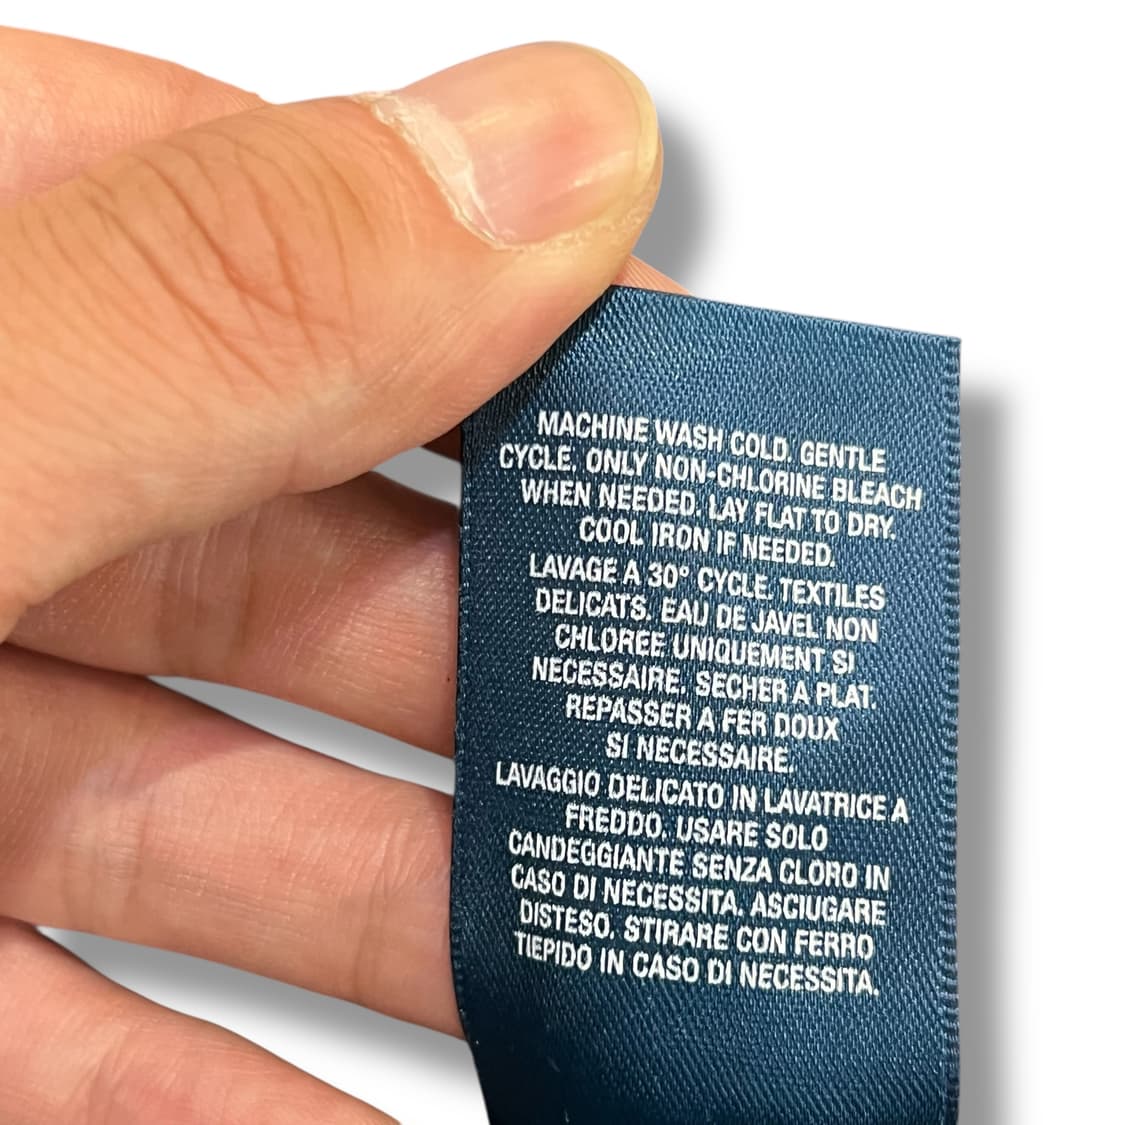 MACHINE WASH COLD. GENTLE
CYCLE. ONLY NON-CHLORINE BLEACH
WHEN NEEDED. LAY FLAT TO DRY.
COOL IRON IF NEEDED.
LAVAGE A 30° CYCLE. TEXTILES
DELICATS. EAU DE JAVEL NON
CHLOREE UNIQUEMENT SI
NECESSAIRE. SECHER A PLAT.
REPASSER A FER DOUX
SI NECESSAIRE.
LAVAGGIO DELICATO IN LAVATRICE A
FREDDO. USARE SOLO
CANDEGGIANTE SENZA CLORO IN
CASO DI NECESSITA. ASCIUGARE
DISTESO. STIRARE CON FERRO
TIEPIDO IN CASO DI NECESSITA.